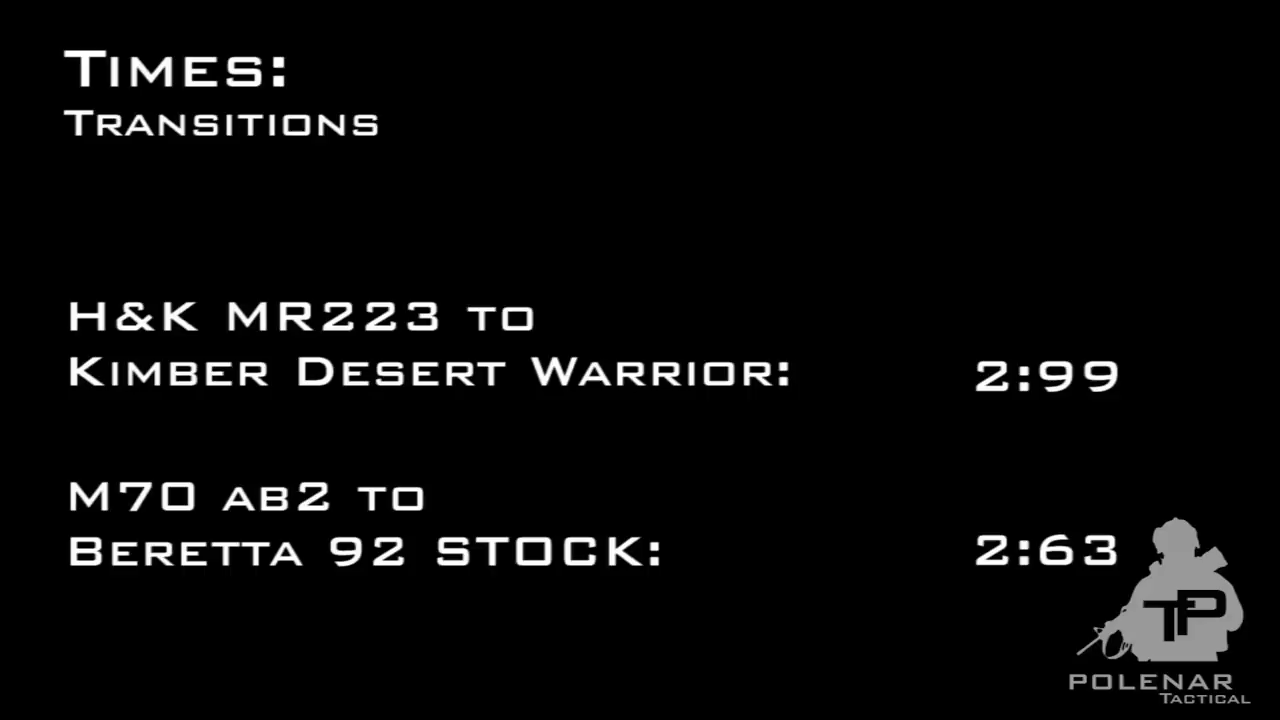 Times:
Transitions
H&K MR223 to
Kimber Desert Warrior: 2:99
M70 ab2 to
Beretta 92 STOCK: 2:63
TP
POLENAR
Tactical